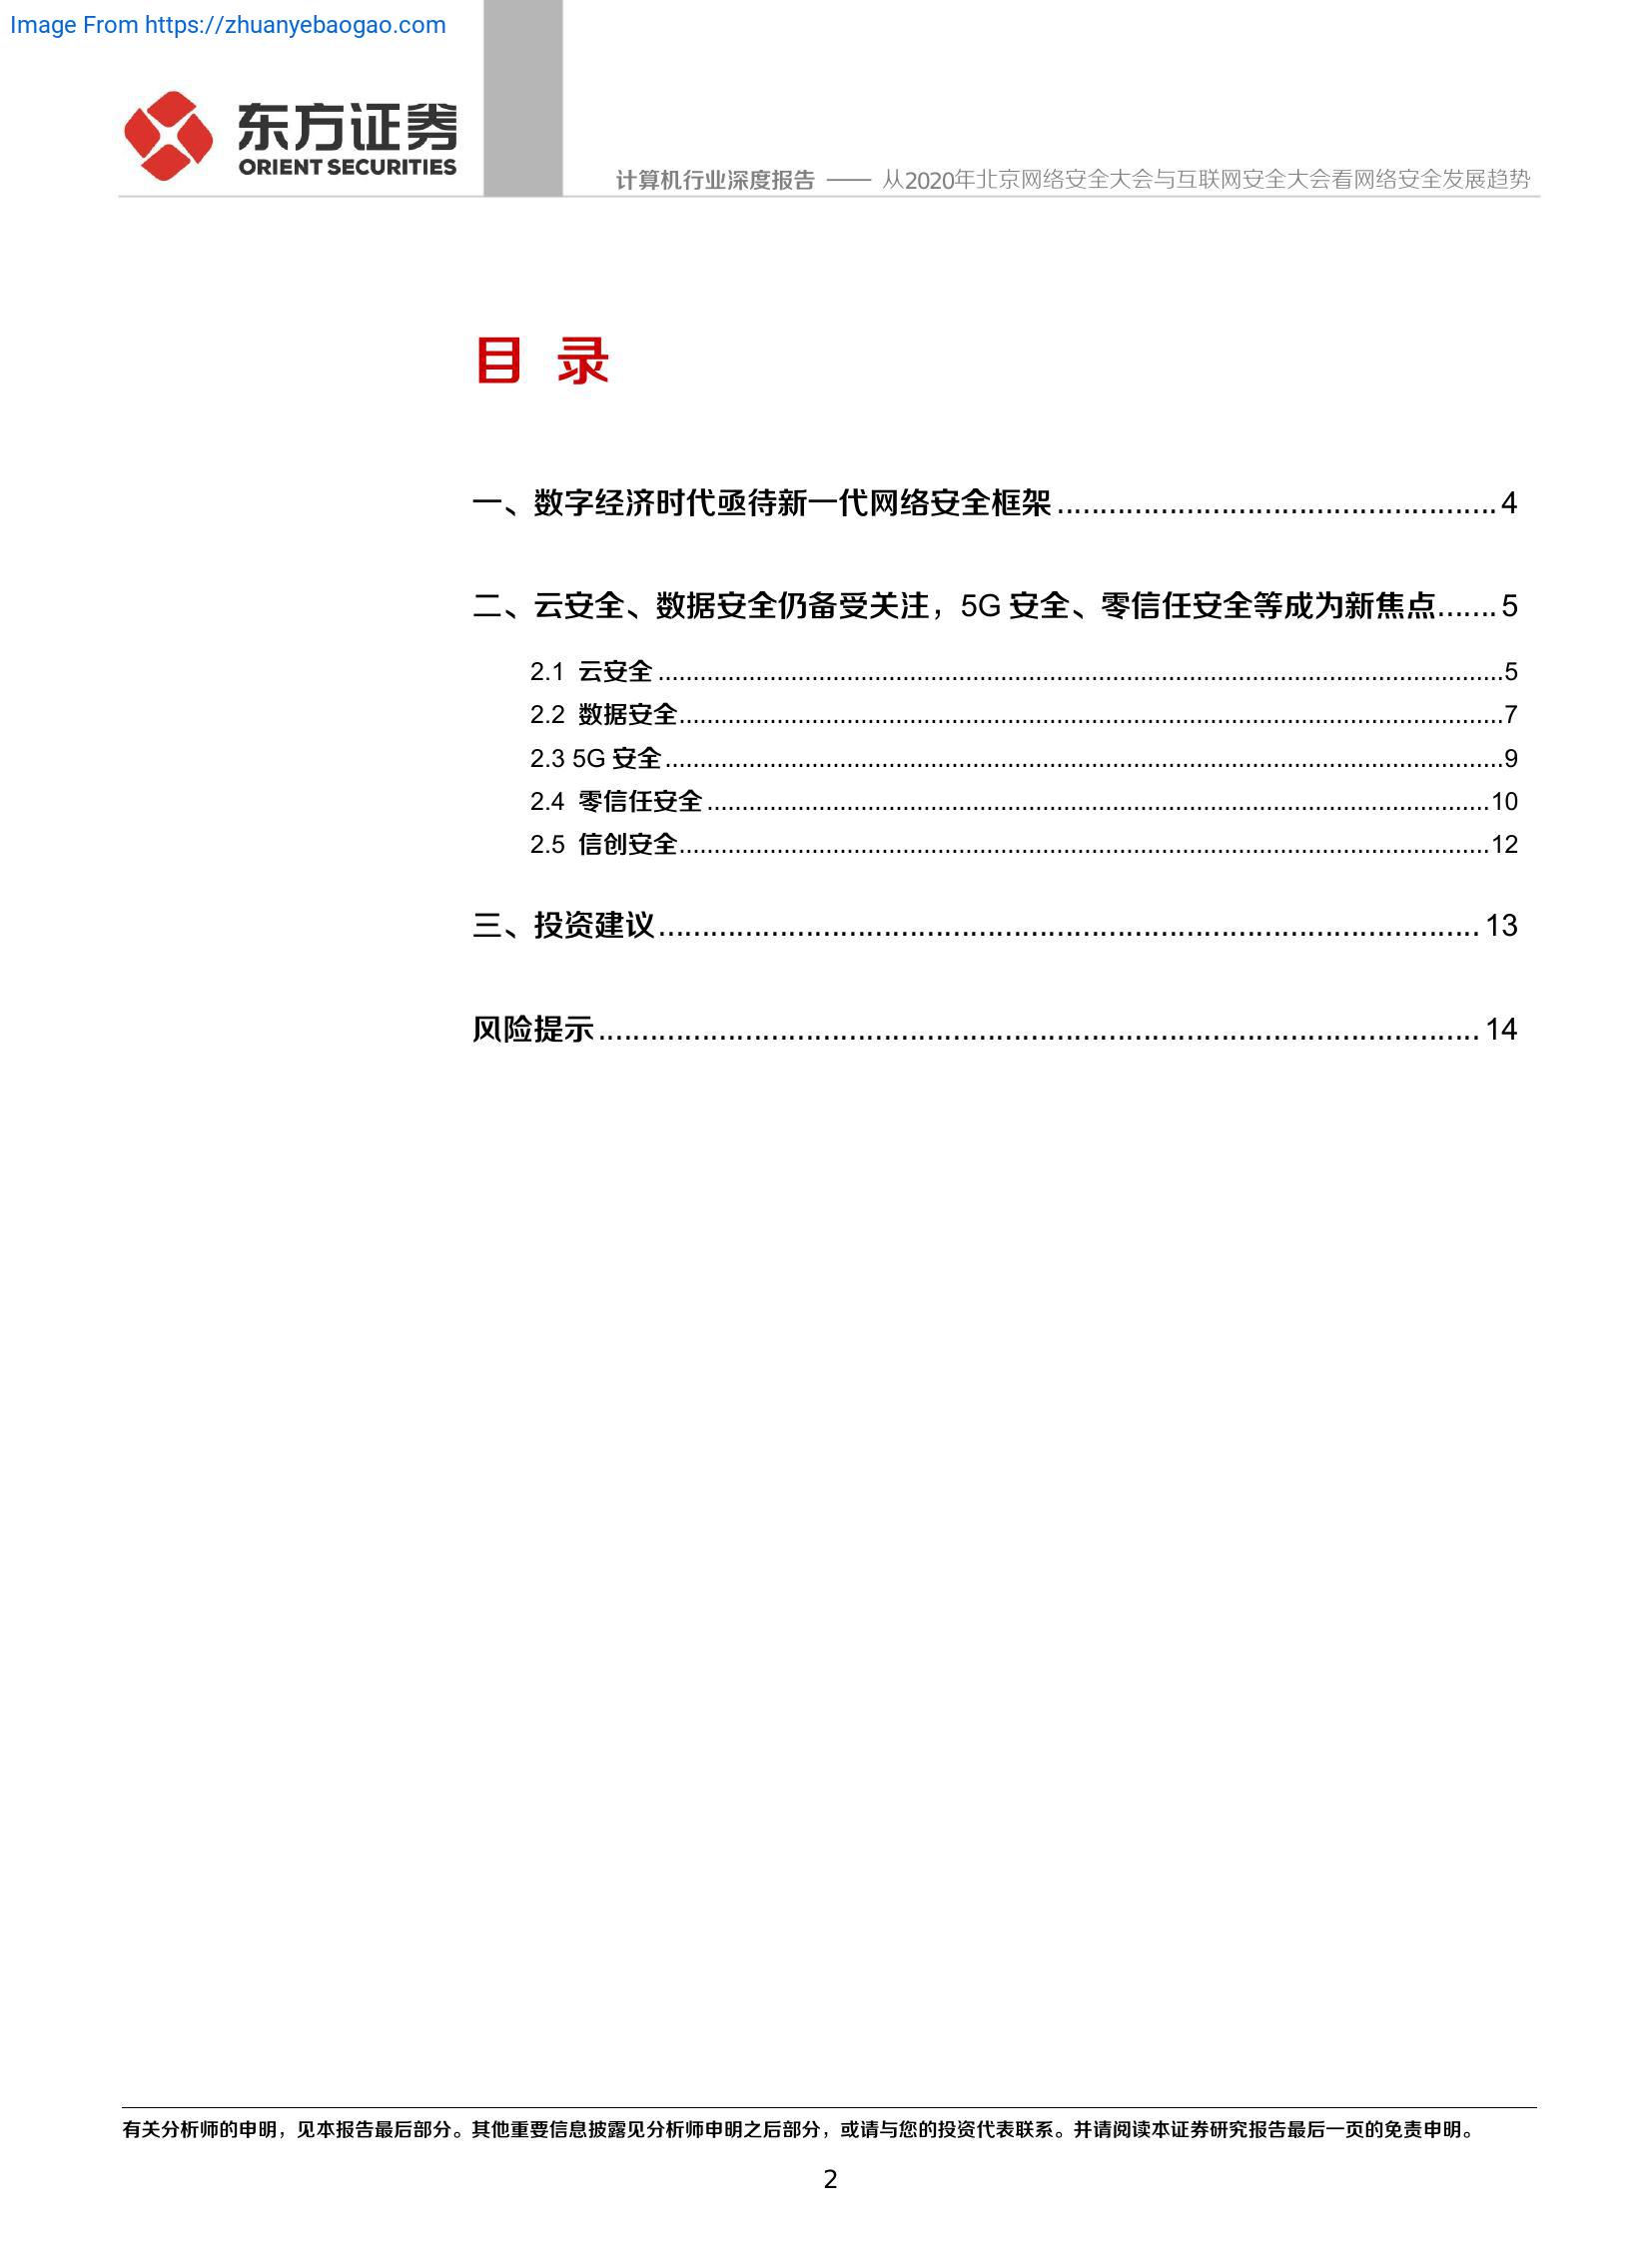 Image From https://zhuanyebaogao.com
东方证券
ORIENT SECURITIES
计算机行业深度报告 —— 从2020年北京网络安全大会与互联网安全大会看网络安全发展趋势
目 录
一、数字经济时代亟待新一代网络安全框架 ................................................... 4
二、云安全、数据安全仍备受关注，5G 安全、零信任安全等成为新焦点....... 5
2.1 云安全 .........................................................................................................................5
2.2 数据安全......................................................................................................................7
2.3 5G 安全........................................................................................................................9
2.4 零信任安全 ................................................................................................................10
2.5 信创安全....................................................................................................................12
三、投资建议............................................................................................... 13
风险提示...................................................................................................... 14
有关分析师的申明，见本报告最后部分。其他重要信息披露见分析师申明之后部分，或请与您的投资代表联系。并请阅读本证券研究报告最后一页的免责申明。
2